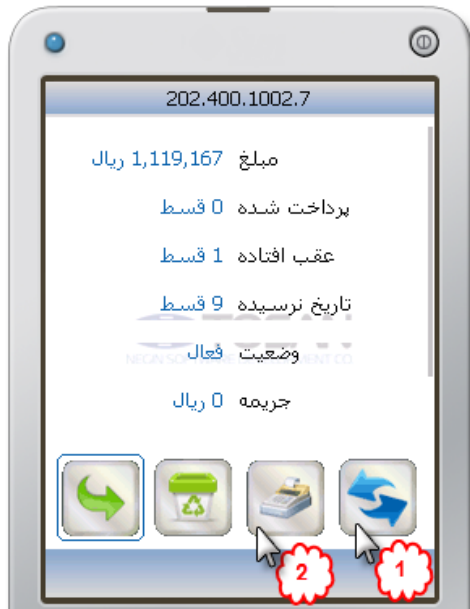 202.400.1002.7
مبلغ 1,119,167 ریال
پرداخت شده 0 قسط
عقب افتاده 1 قسط
تاریخ نرسیده 9 قسط
وضعیت فعال
جریمه 0 ریال
2
1